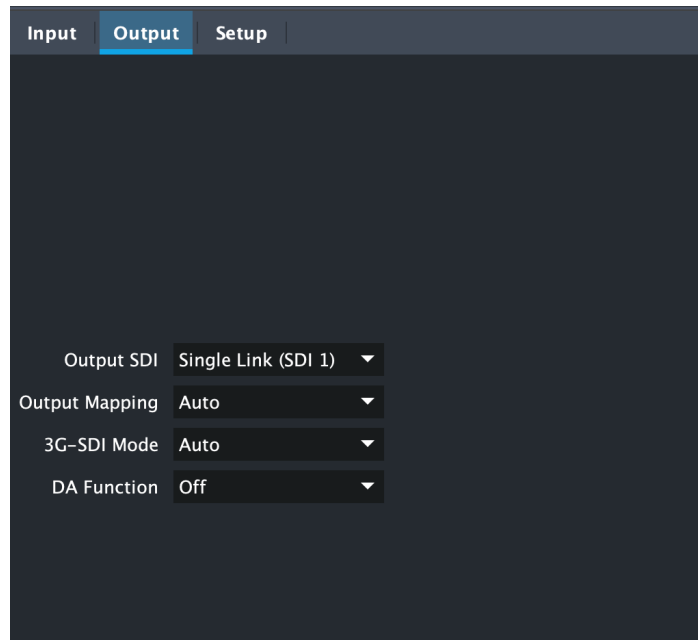 Input Output Setup
Output SDI Single Link (SDI 1)
Output Mapping Auto
3G-SDI Mode Auto
DA Function Off